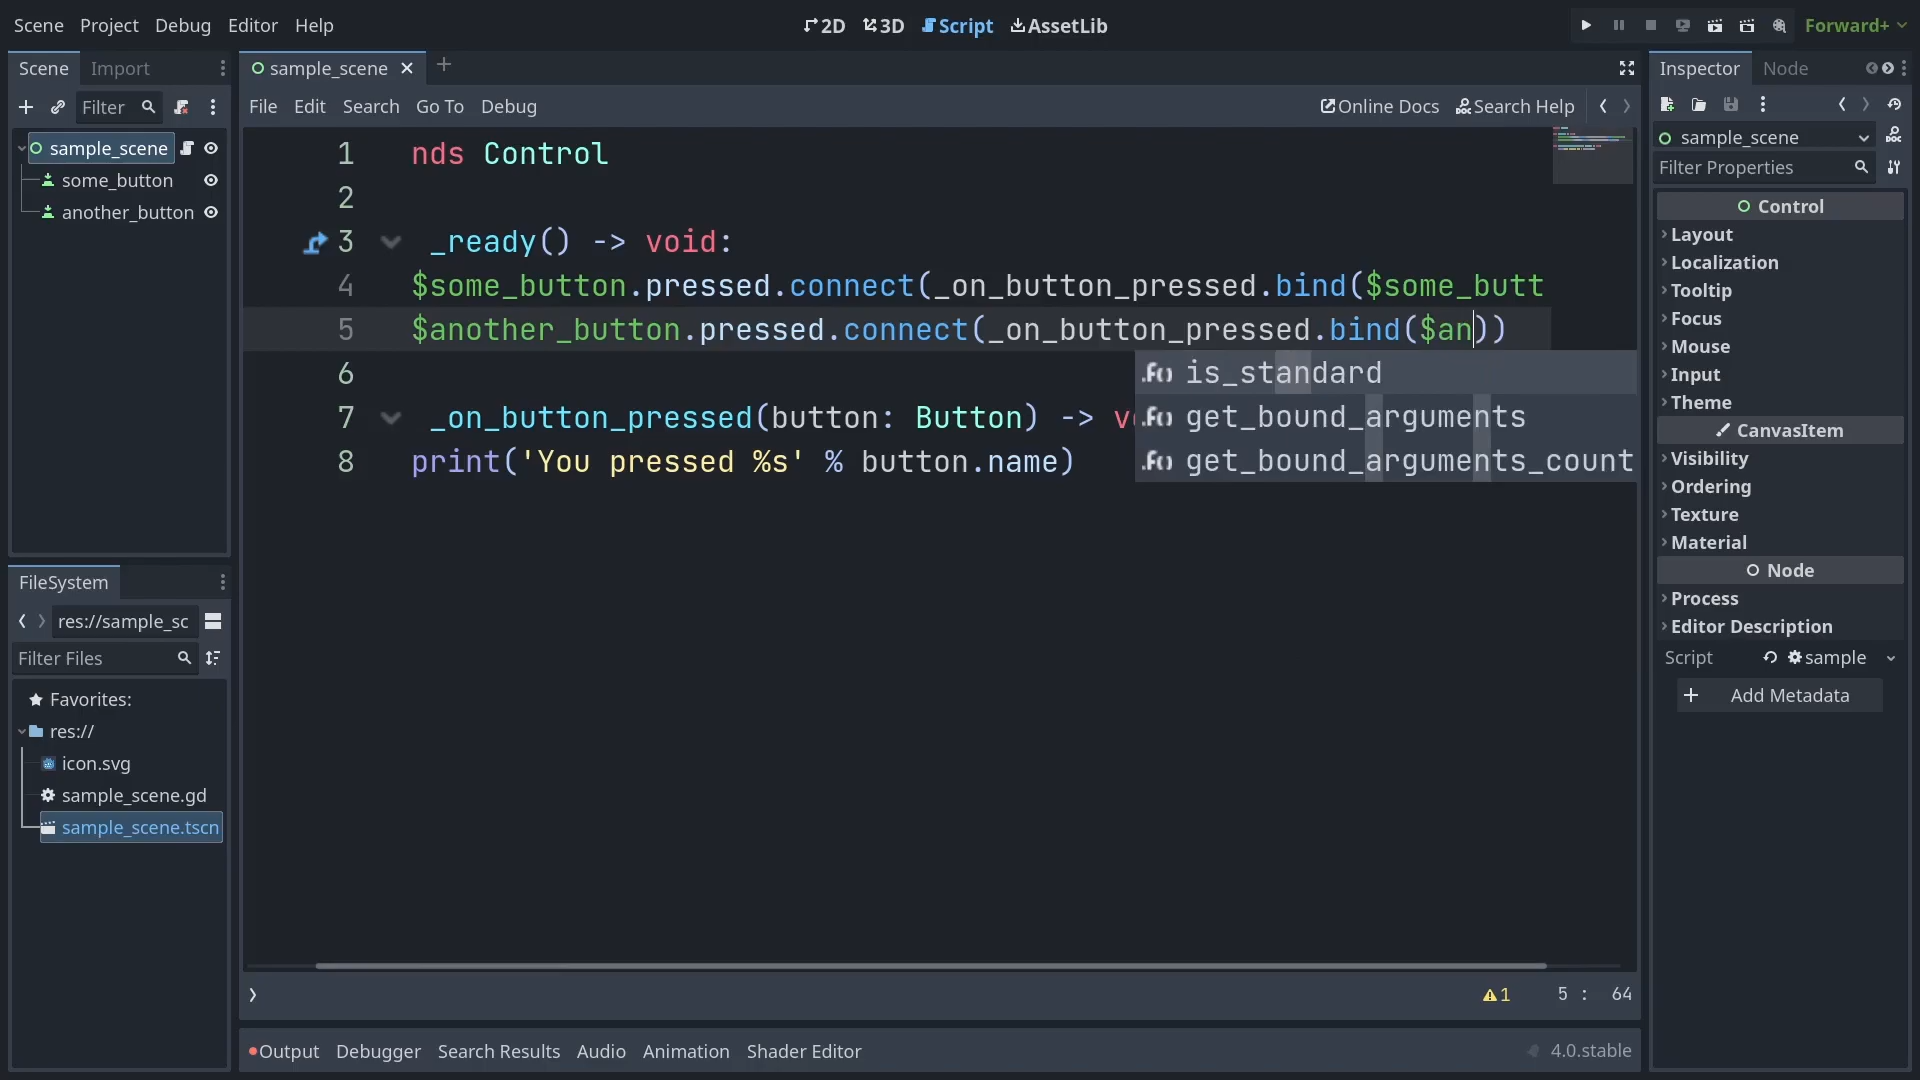 Scene Project Debug Editor Help
2D 3D Script AssetLib
Forward+
Scene Import
Filter
sample_scene
some_button
another_button
FileSystem
res://sample_sc
Filter Files
Favorites:
res://
icon.svg
sample_scene.gd
sample_scene.tscn
sample_scene
File Edit Search Go To Debug
Online Docs Search Help
1 nds Control
2
3 _ready() -> void:
4 $some_button.pressed.connect(_on_button_pressed.bind($some_butt
5 $another_button.pressed.connect(_on_button_pressed.bind($an))
6
7 _on_button_pressed(button: Button) -> v
8 print('You pressed %s' % button.name)
is_standard
get_bound_arguments
get_bound_arguments_count
1 5 : 64
Output Debugger Search Results Audio Animation Shader Editor
4.0.stable
Inspector Node
sample_scene
Filter Properties
Control
Layout
Localization
Tooltip
Focus
Mouse
Input
Theme
CanvasItem
Visibility
Ordering
Texture
Material
Node
Process
Editor Description
Script sample
Add Metadata